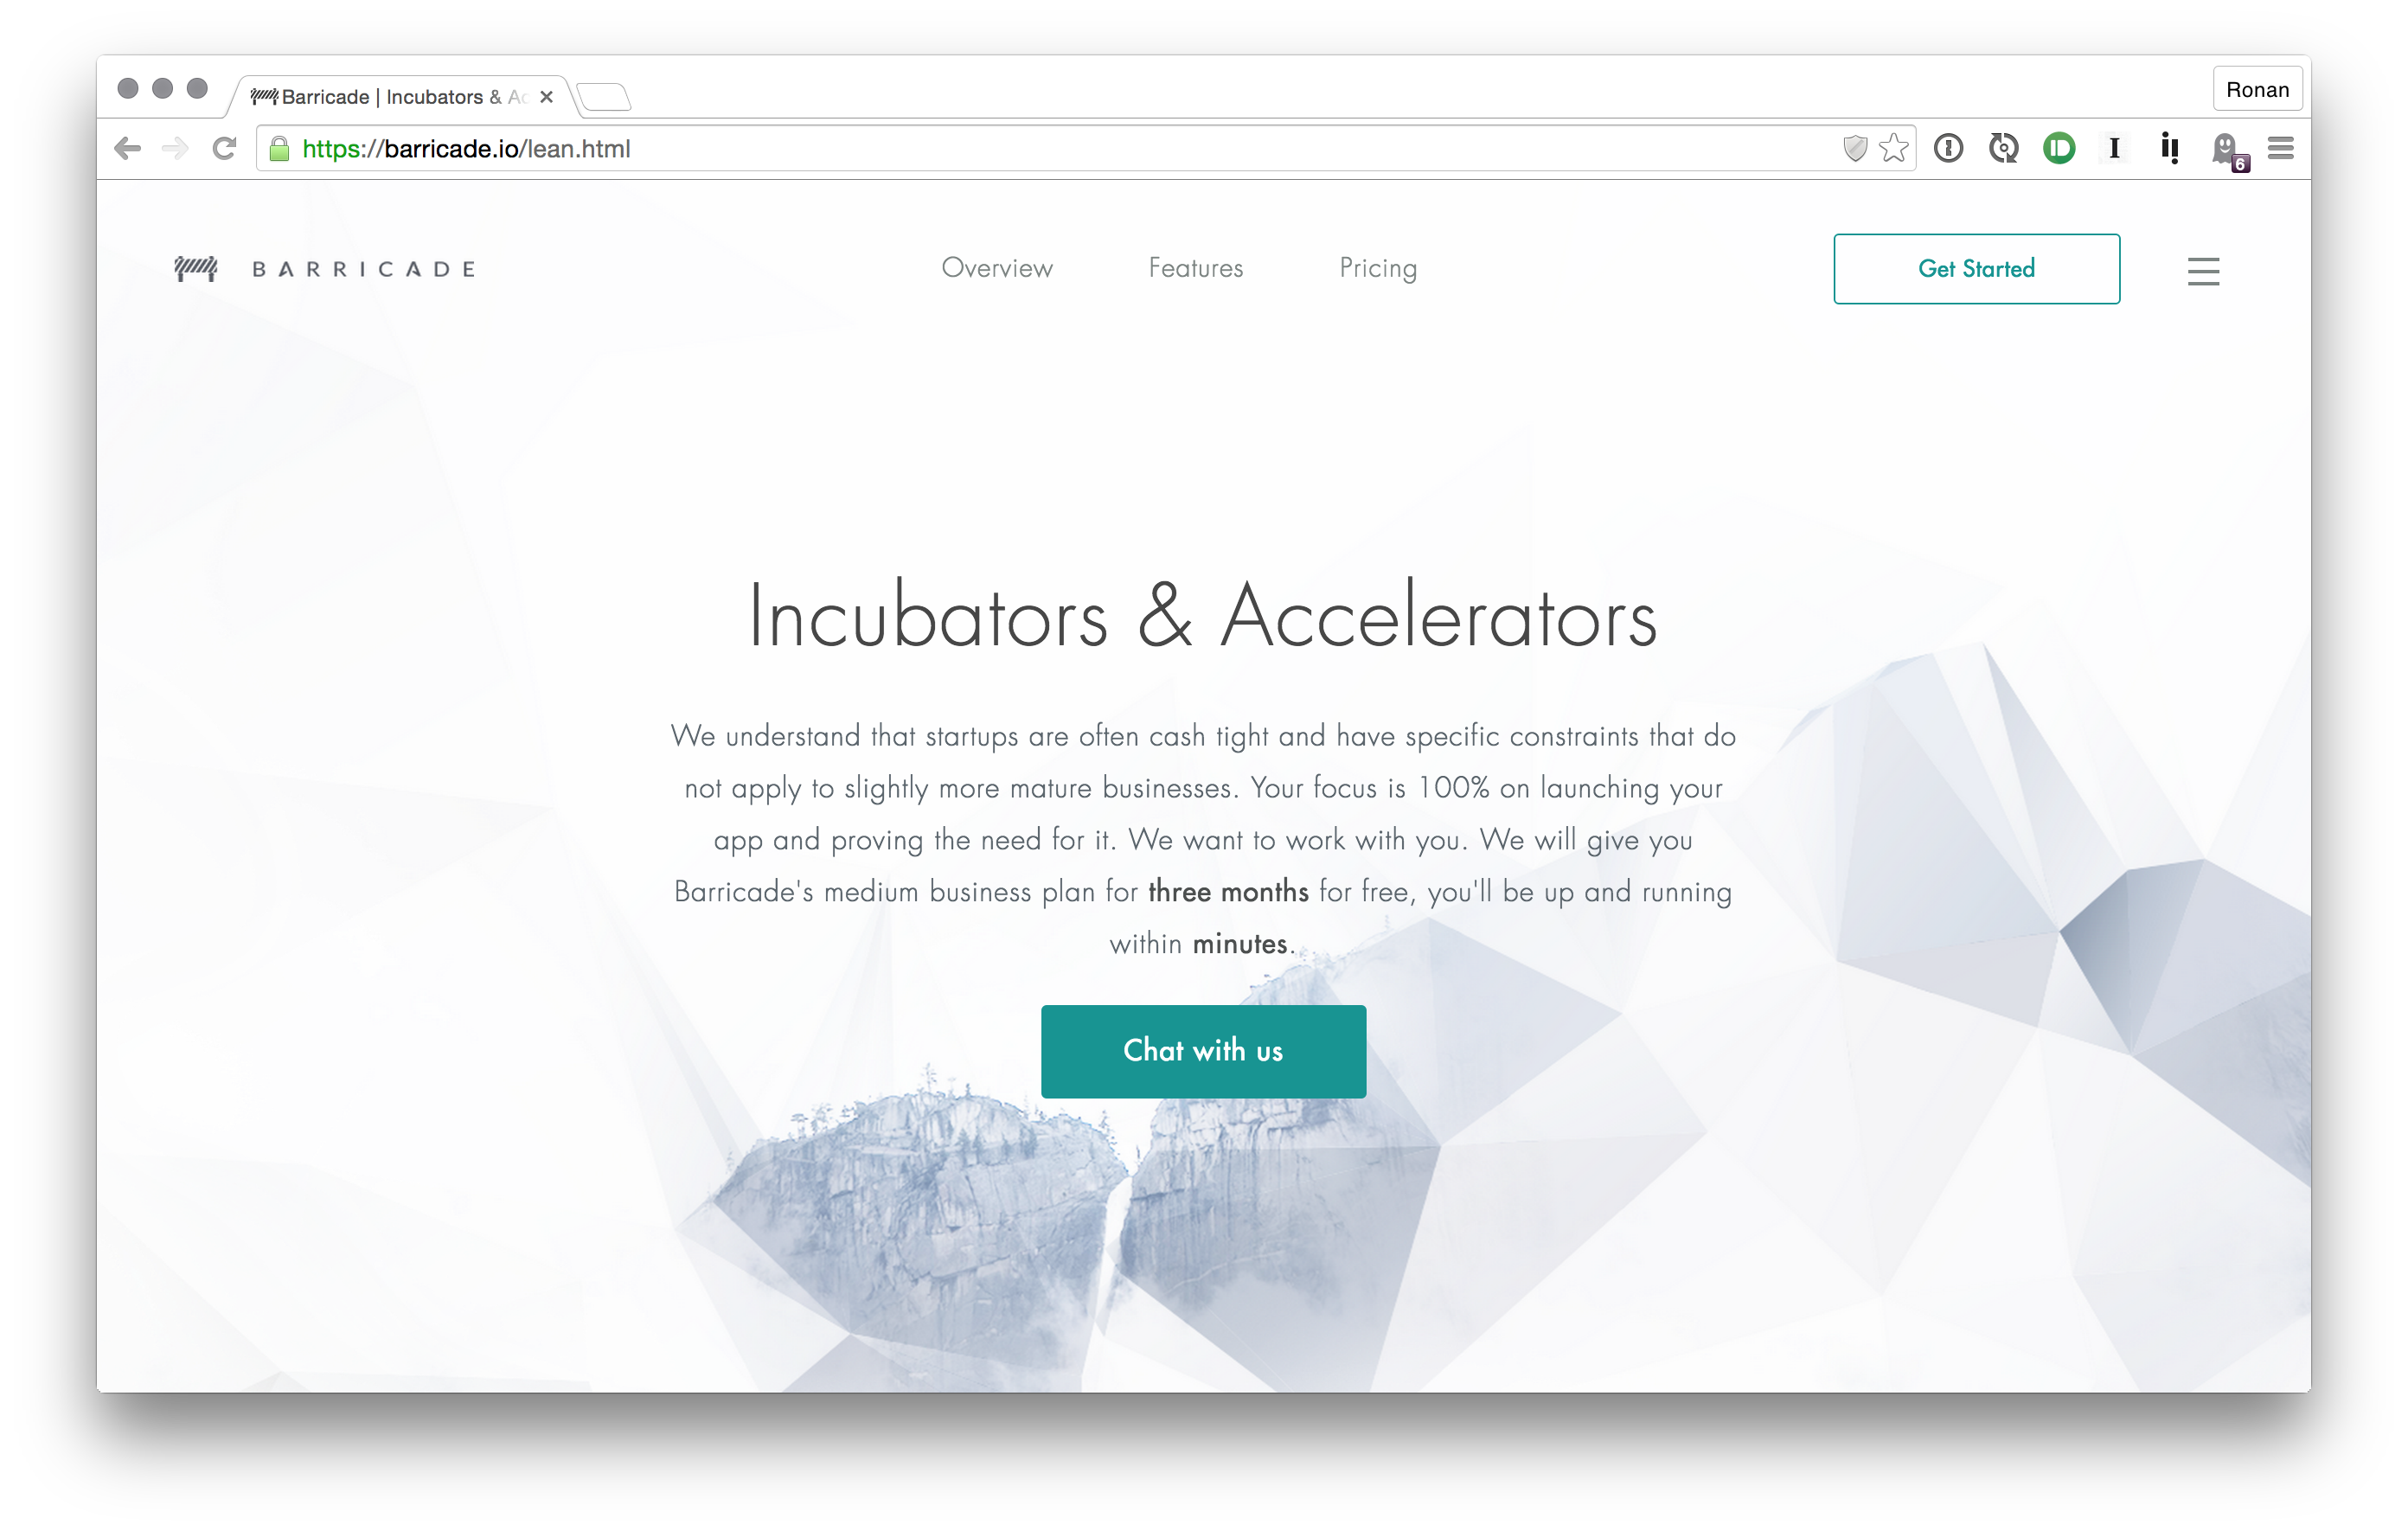 Barricade | Incubators & Ac
Ronan
https://barricade.io/lean.html
6
BARRICADE
Overview
Features
Pricing
Get Started
Incubators & Accelerators
We understand that startups are often cash tight and have specific constraints that do
not apply to slightly more mature businesses. Your focus is 100% on launching your
app and proving the need for it. We want to work with you. We will give you
Barricade's medium business plan for three months for free, you'll be up and running
within minutes.
Chat with us